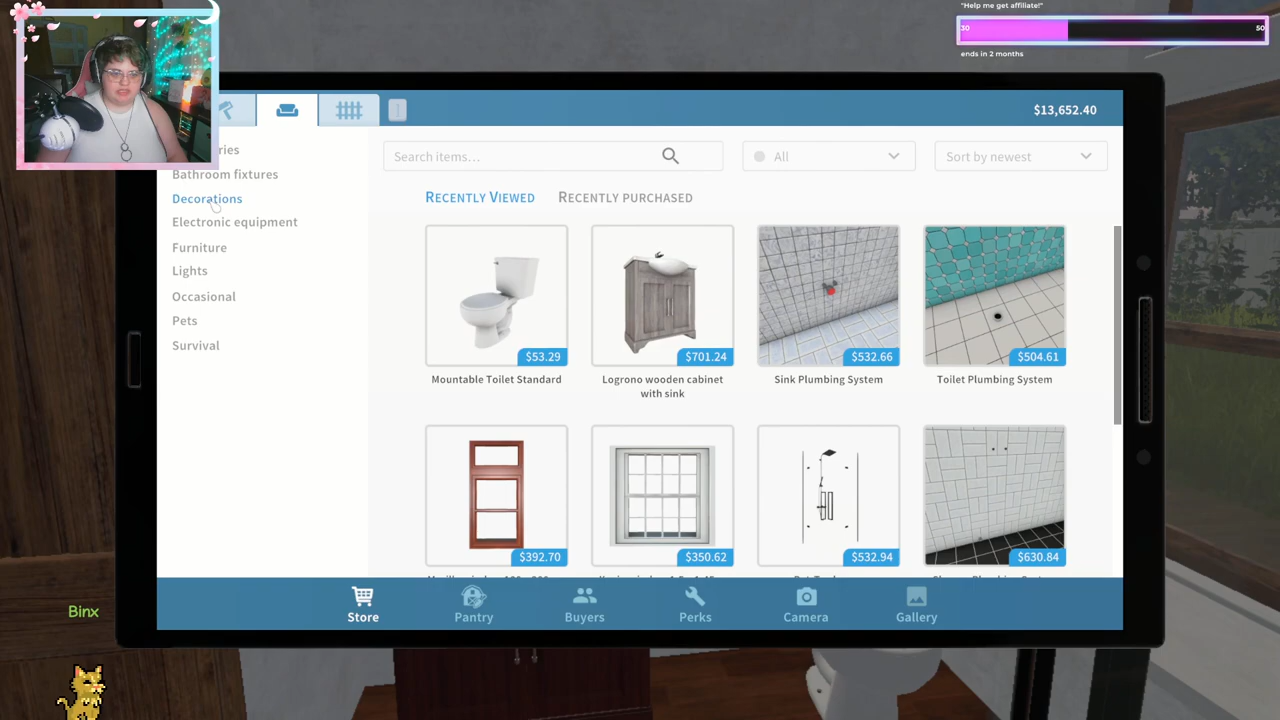 "Help me get affiliate!"
30
50
ends in 2 months
$13,652.40
ries
Search items...
All
Sort by newest
Bathroom fixtures
Decorations
Electronic equipment
Furniture
Lights
Occasional
Pets
Survival
RECENTLY VIEWED
RECENTLY PURCHASED
$53.29
$701.24
$532.66
$504.61
Mountable Toilet Standard
Logrono wooden cabinet
with sink
Sink Plumbing System
Toilet Plumbing System
$392.70
$350.62
$532.94
$630.84
Store
Pantry
Buyers
Perks
Camera
Gallery
Binx